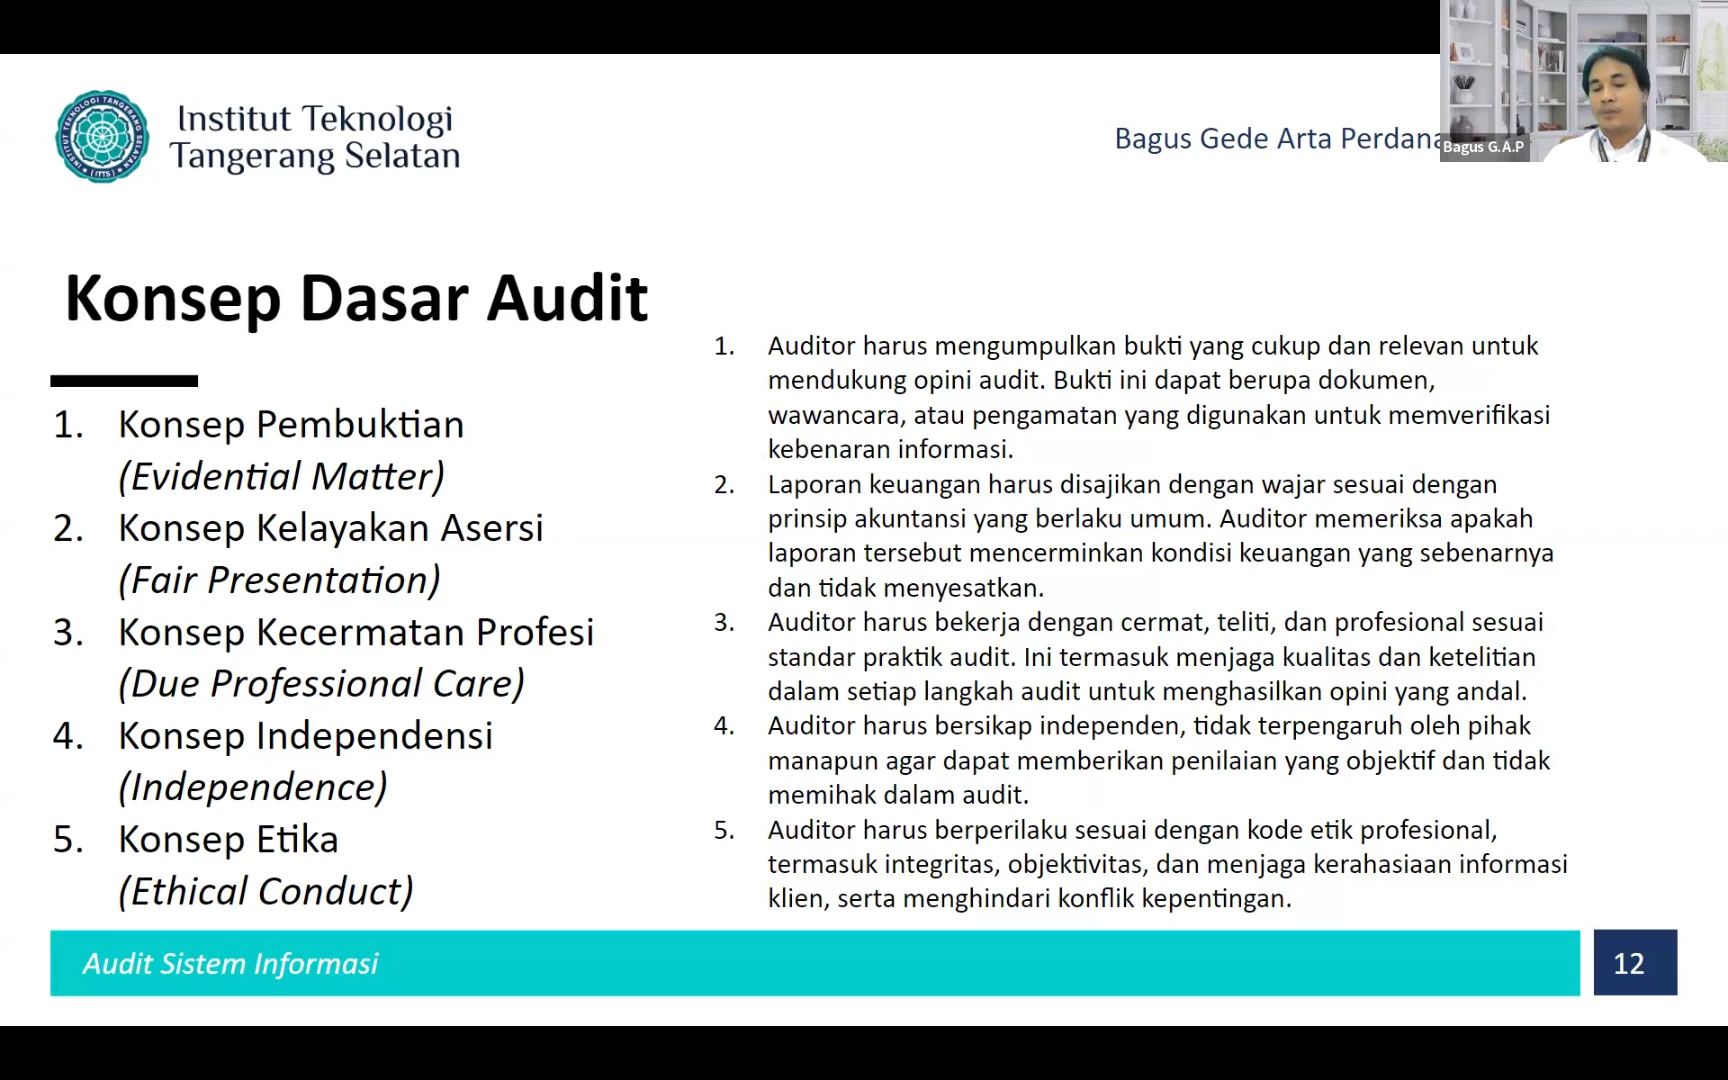 Institut Teknologi
Tangerang Selatan
INSTITUT TEKNOLOGI TANGERANG SELATAN
(ITTS)
Bagus Gede Arta Perdana
Bagus G.A.P
Konsep Dasar Audit
1. Konsep Pembuktian
(Evidential Matter)
2. Konsep Kelayakan Asersi
(Fair Presentation)
3. Konsep Kecermatan Profesi
(Due Professional Care)
4. Konsep Independensi
(Independence)
5. Konsep Etika
(Ethical Conduct)
1. Auditor harus mengumpulkan bukti yang cukup dan relevan untuk
mendukung opini audit. Bukti ini dapat berupa dokumen,
wawancara, atau pengamatan yang digunakan untuk memverifikasi
kebenaran informasi.
2. Laporan keuangan harus disajikan dengan wajar sesuai dengan
prinsip akuntansi yang berlaku umum. Auditor memeriksa apakah
laporan tersebut mencerminkan kondisi keuangan yang sebenarnya
dan tidak menyesatkan.
3. Auditor harus bekerja dengan cermat, teliti, dan profesional sesuai
standar praktik audit. Ini termasuk menjaga kualitas dan ketelitian
dalam setiap langkah audit untuk menghasilkan opini yang andal.
4. Auditor harus bersikap independen, tidak terpengaruh oleh pihak
manapun agar dapat memberikan penilaian yang objektif dan tidak
memihak dalam audit.
5. Auditor harus berperilaku sesuai dengan kode etik profesional,
termasuk integritas, objektivitas, dan menjaga kerahasiaan informasi
klien, serta menghindari konflik kepentingan.
Audit Sistem Informasi
12